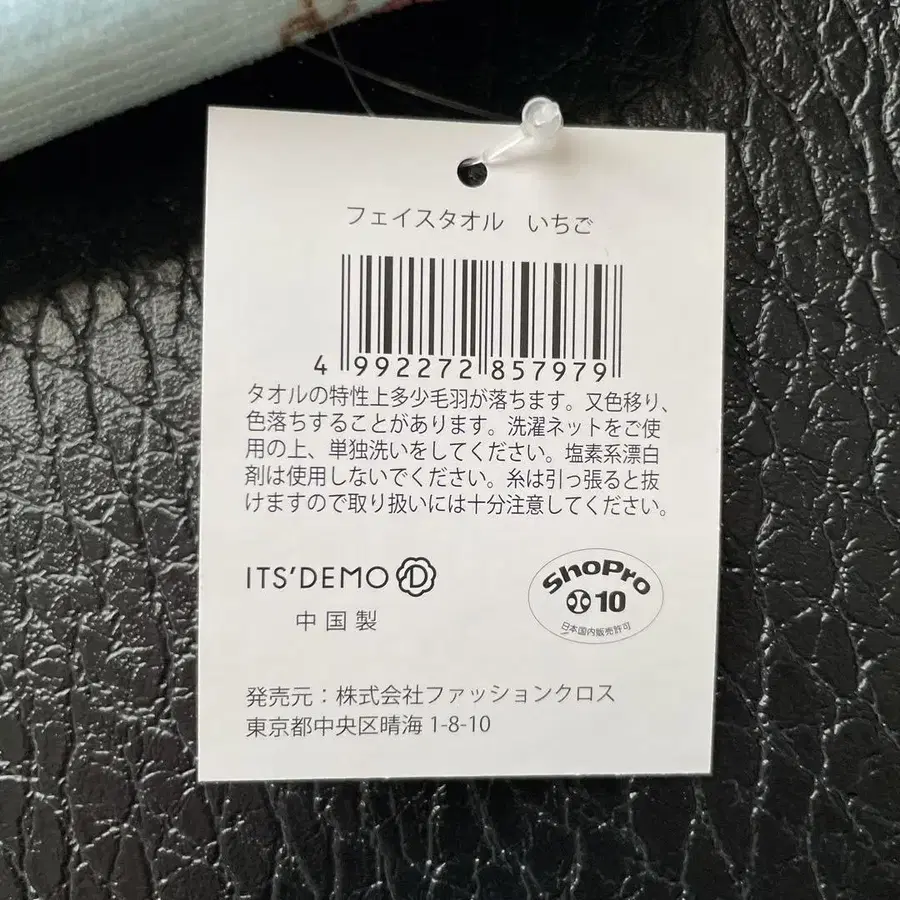 フェイスタオル　いちご
4 992272 857979
タオルの特性上多少毛羽が落ちます。又色移り、
色落ちすることがあります。洗濯ネットをご使
用の上、単独洗いをしてください。塩素系漂白
剤は使用しないでください。糸は引っ張ると抜
けますので取り扱いには十分注意してください。
ITS'DEMO D
中国製
ShoPro
10
日本国内販売許可
発売元：株式会社ファッションクロス
東京都中央区晴海 1-8-10